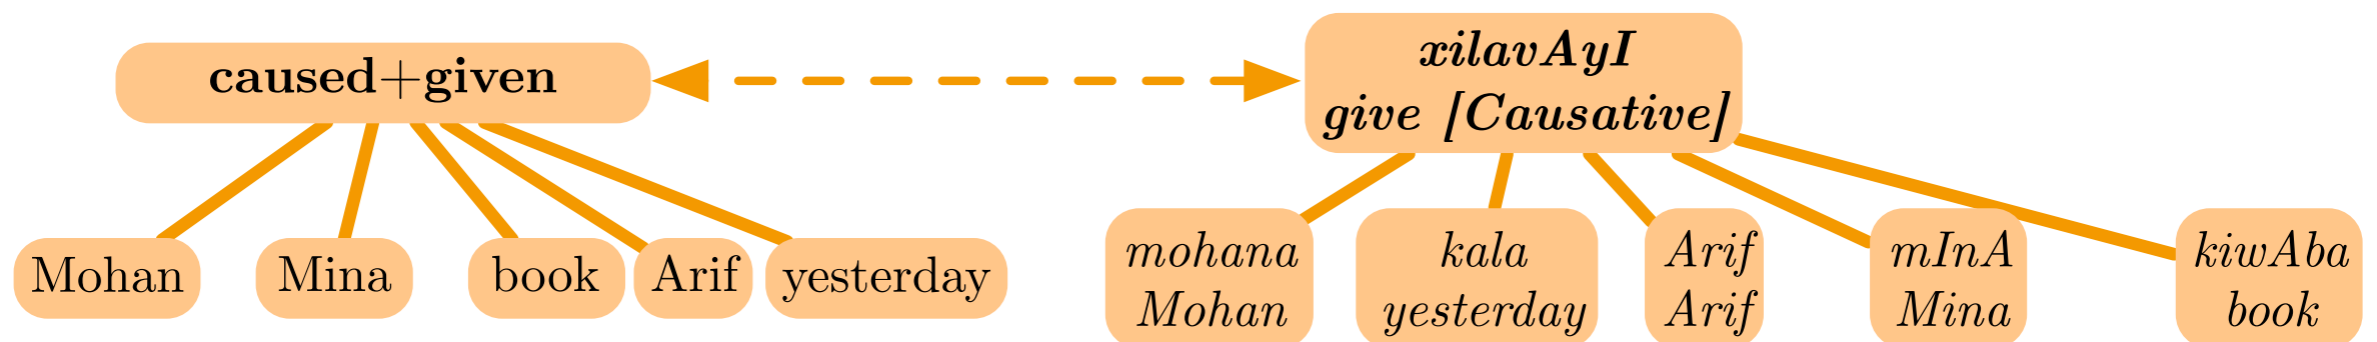 caused+given
xilavAyI
give [Causative]
Mohan
Mina
book
Arif
yesterday
mohana
Mohan
kala
yesterday
Arif
Arif
mInA
Mina
kiwAba
book